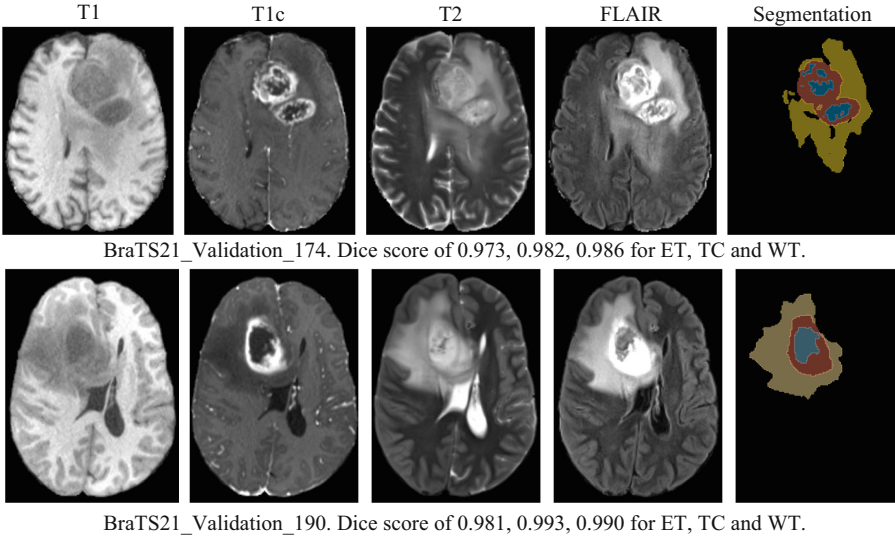 T1 T1c T2 FLAIR Segmentation
BraTS21_Validation_174. Dice score of 0.973, 0.982, 0.986 for ET, TC and WT.
BraTS21_Validation_190. Dice score of 0.981, 0.993, 0.990 for ET, TC and WT.